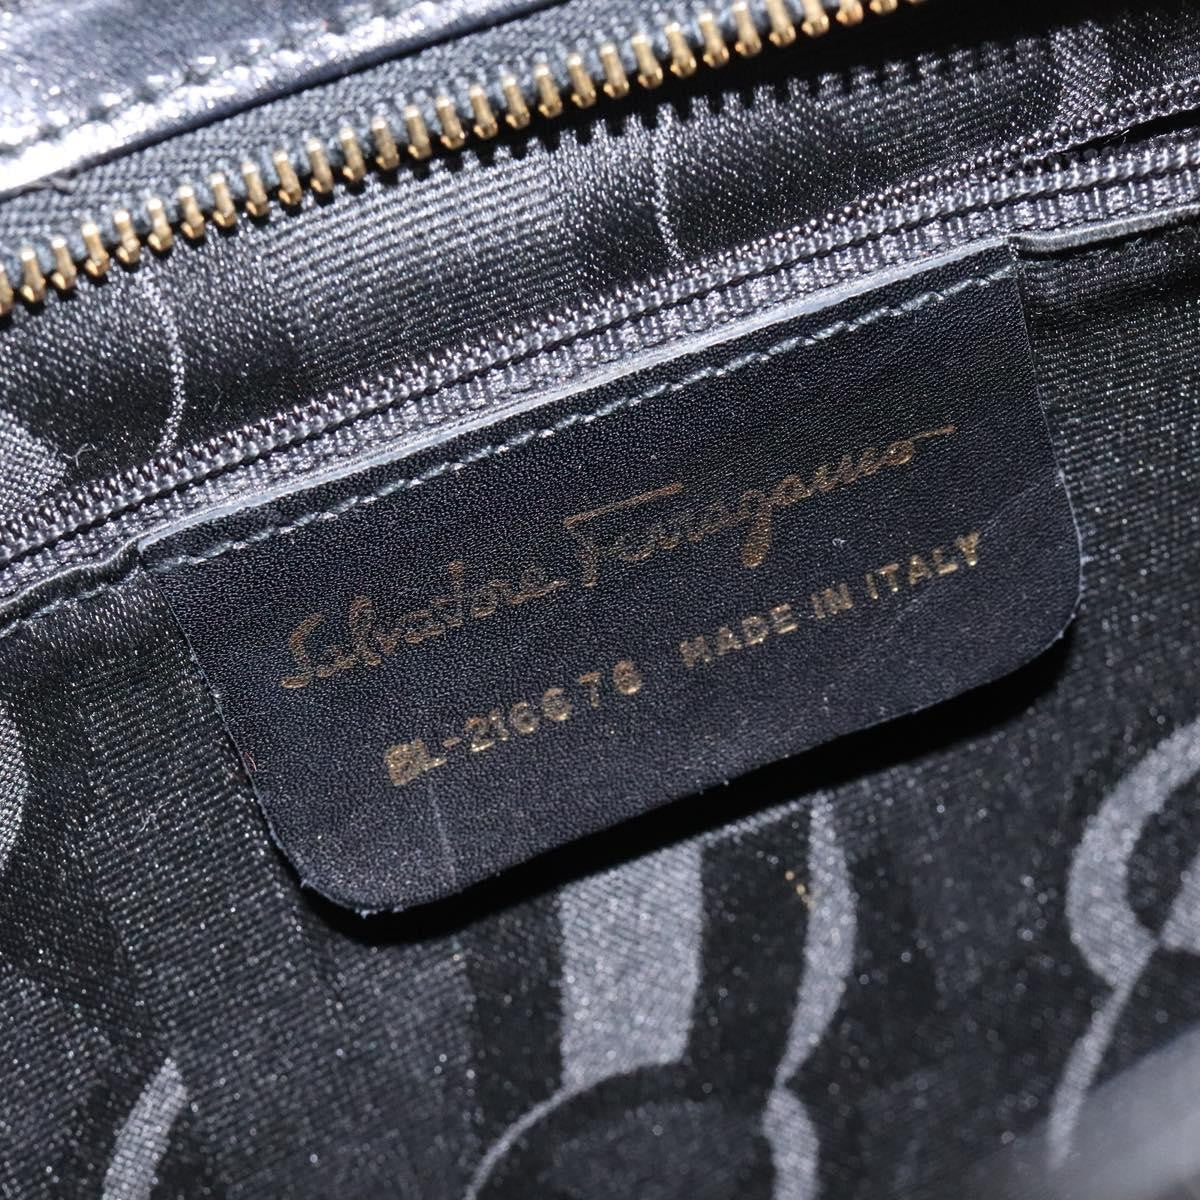 Salvatore Ferragamo
BL-216676 MADE IN ITALY